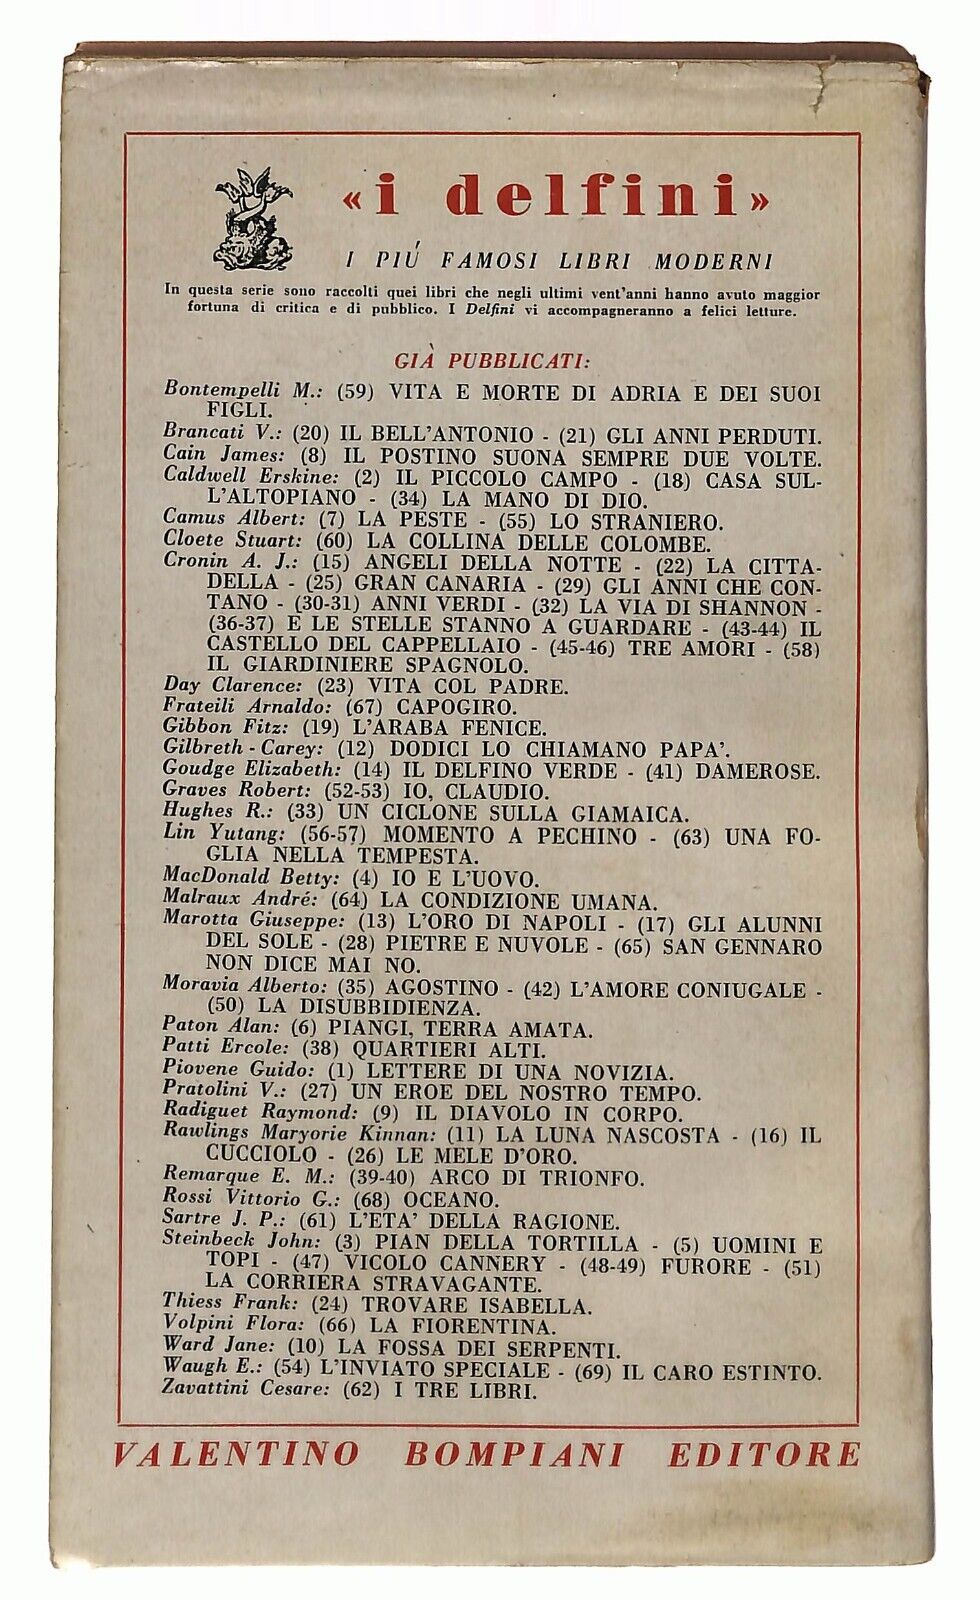 « i delfini »
I PIÚ FAMOSI LIBRI MODERNI
In questa serie sono raccolti quei libri che negli ultimi vent'anni hanno avuto maggior
fortuna di critica e di pubblico. I Delfini vi accompagneranno a felici letture.
GIÀ PUBBLICATI:
Bontempelli M.: (59) VITA E MORTE DI ADRIA E DEI SUOI
FIGLI.
Brancati V.: (20) IL BELL'ANTONIO - (21) GLI ANNI PERDUTI.
Cain James: (8) IL POSTINO SUONA SEMPRE DUE VOLTE.
Caldwell Erskine: (2) IL PICCOLO CAMPO - (18) CASA SUL-
L'ALTOPIANO - (34) LA MANO DI DIO.
Camus Albert: (7) LA PESTE - (55) LO STRANIERO.
Cloete Stuart: (60) LA COLLINA DELLE COLOMBE.
Cronin A. J.: (15) ANGELI DELLA NOTTE - (22) LA CITTA-
DELLA - (25) GRAN CANARIA - (29) GLI ANNI CHE CON-
TANO - (30-31) ANNI VERDI - (32) LA VIA DI SHANNON -
(36-37) E LE STELLE STANNO A GUARDARE - (43-44) IL
CASTELLO DEL CAPPELLAIO - (45-46) TRE AMORI - (58)
IL GIARDINIERE SPAGNOLO.
Day Clarence: (23) VITA COL PADRE.
Frateili Arnaldo: (67) CAPOGIRO.
Gibbon Fitz: (19) L'ARABA FENICE.
Gilbreth - Carey: (12) DODICI LO CHIAMANO PAPA'.
Goudge Elizabeth: (14) IL DELFINO VERDE - (41) DAMEROSE.
Graves Robert: (52-53) IO, CLAUDIO.
Hughes R.: (33) UN CICLONE SULLA GIAMAICA.
Lin Yutang: (56-57) MOMENTO A PECHINO - (63) UNA FO-
GLIA NELLA TEMPESTA.
MacDonald Betty: (4) IO E L'UOVO.
Malraux André: (64) LA CONDIZIONE UMANA.
Marotta Giuseppe: (13) L'ORO DI NAPOLI - (17) GLI ALUNNI
DEL SOLE - (28) PIETRE E NUVOLE - (65) SAN GENNARO
NON DICE MAI NO.
Moravia Alberto: (35) AGOSTINO - (42) L'AMORE CONIUGALE -
(50) LA DISUBBIDIENZA.
Paton Alan: (6) PIANGI, TERRA AMATA.
Patti Ercole: (38) QUARTIERI ALTI.
Piovene Guido: (1) LETTERE DI UNA NOVIZIA.
Pratolini V.: (27) UN EROE DEL NOSTRO TEMPO.
Radiguet Raymond: (9) IL DIAVOLO IN CORPO.
Rawlings Maryorie Kinnan: (11) LA LUNA NASCOSTA - (16) IL
CUCCIOLO - (26) LE MELE D'ORO.
Remarque E. M.: (39-40) ARCO DI TRIONFO.
Rossi Vittorio G.: (68) OCEANO.
Sartre J. P.: (61) L'ETA' DELLA RAGIONE.
Steinbeck John: (3) PIAN DELLA TORTILLA - (5) UOMINI E
TOPI - (47) VICOLO CANNERY - (48-49) FURORE - (51)
LA CORRIERA STRAVAGANTE.
Thiess Frank: (24) TROVARE ISABELLA.
Volpini Flora: (66) LA FIORENTINA.
Ward Jane: (10) LA FOSSA DEI SERPENTI.
Waugh E.: (54) L'INVIATO SPECIALE - (69) IL CARO ESTINTO.
Zavattini Cesare: (62) I TRE LIBRI.
VALENTINO BOMPIANI EDITORE